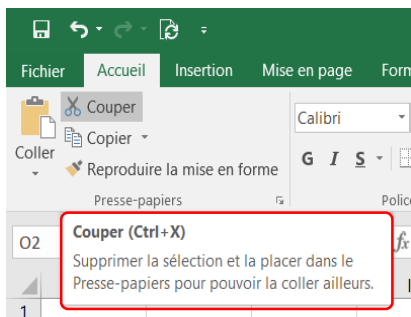 Fichier Accueil Insertion Mise en page
Couper
Copier
Coller
Reproduire la mise en forme
Calibri
G I S
Presse-papiers
O2
fx
Couper (Ctrl+X)
Supprimer la sélection et la placer dans le
Presse-papiers pour pouvoir la coller ailleurs.
1